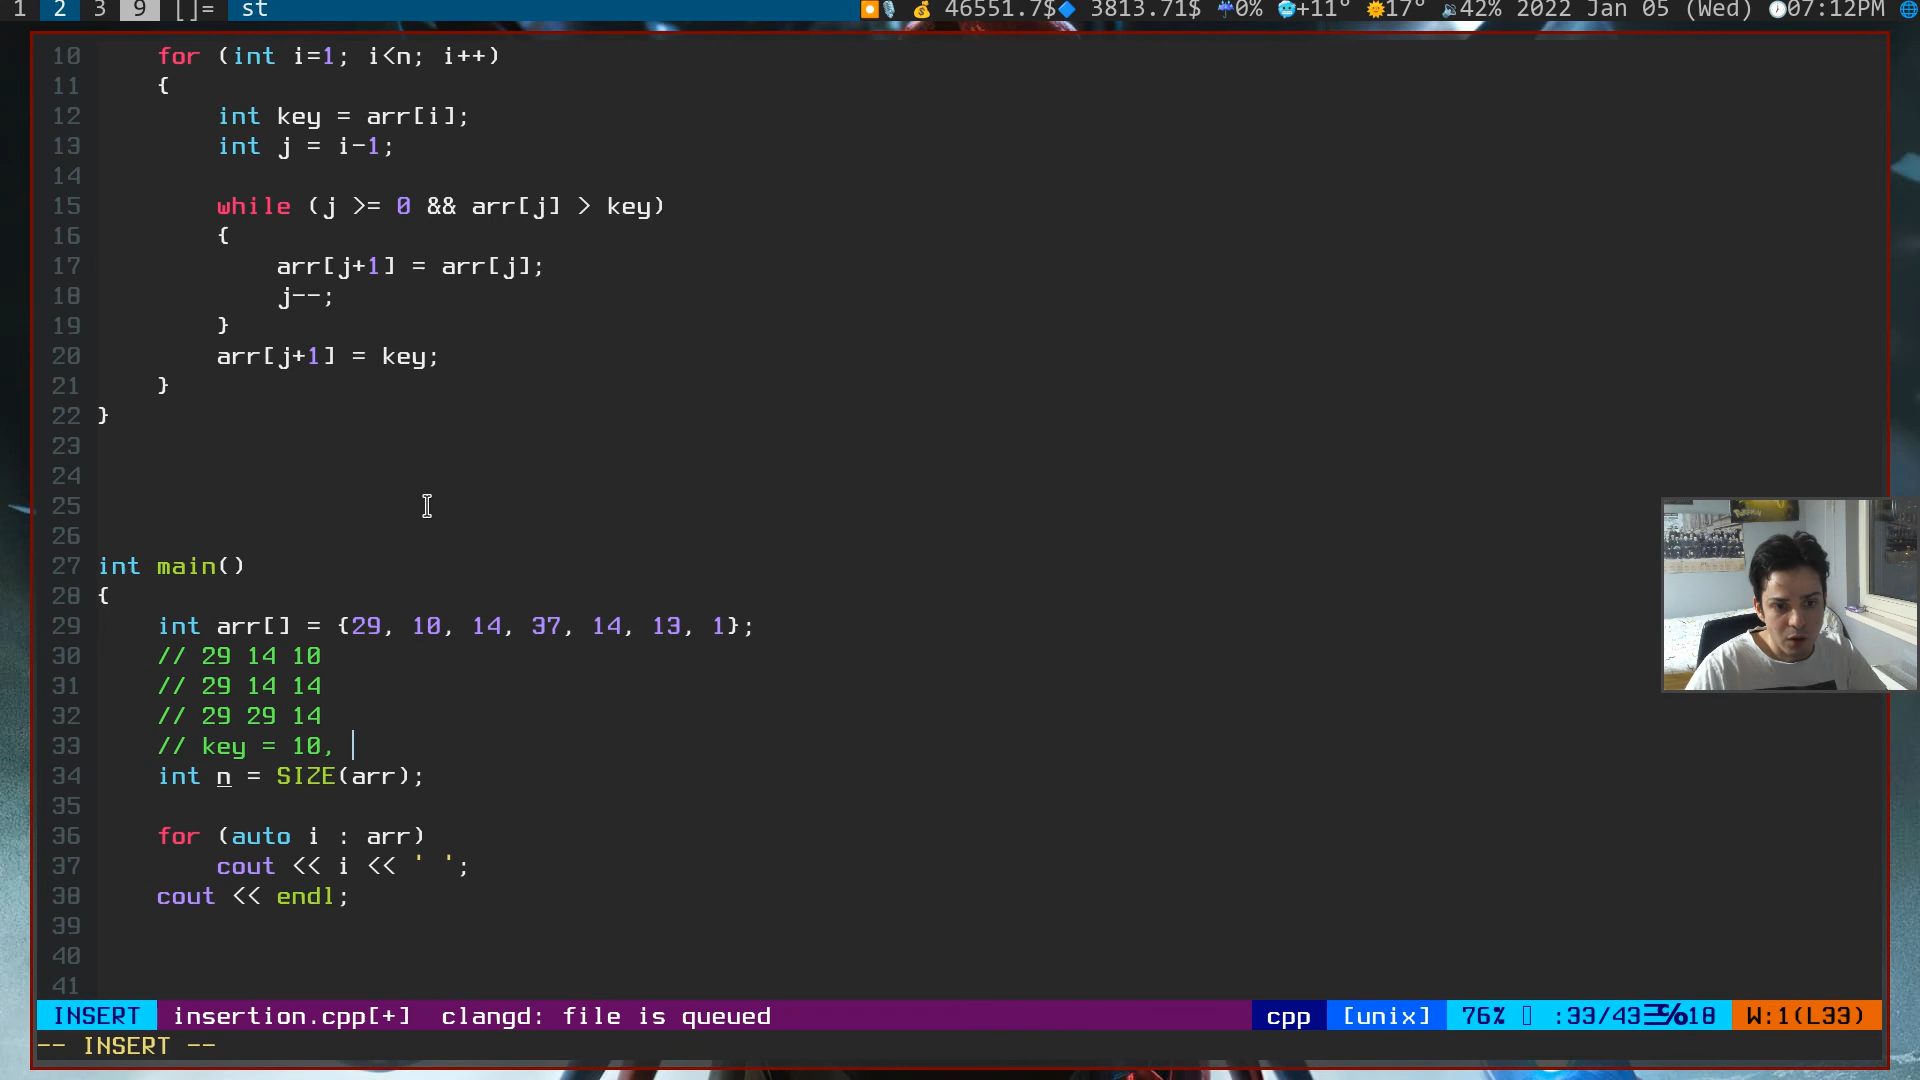 1 2 3 9 []= st 46551.7$ 3813.71$ 0% +11° 17° 42% 2022 Jan 05 (Wed) 07:12PM
10 for (int i=1; i<n; i++)
11 {
12 int key = arr[i];
13 int j = i-1;
14
15 while (j >= 0 && arr[j] > key)
16 {
17 arr[j+1] = arr[j];
18 j--;
19 }
20 arr[j+1] = key;
21 }
22 }
23
24
25
26
27 int main()
28 {
29 int arr[] = {29, 10, 14, 37, 14, 13, 1};
30 // 29 14 10
31 // 29 14 14
32 // 29 29 14
33 // key = 10,
34 int n = SIZE(arr);
35
36 for (auto i : arr)
37 cout << i << ' ';
38 cout << endl;
39
40
41
INSERT insertion.cpp[+] clangd: file is queued cpp [unix] 76% :33/43 %18 W:1(L33)
-- INSERT --